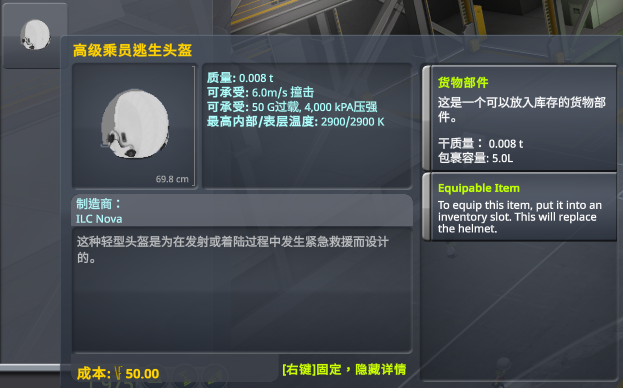 高级乘员逃生头盔
69.8 cm
质量: 0.008 t
可承受: 6.0m/s 撞击
可承受: 50 G过载, 4,000 kPa压强
最高内部/表层温度: 2900/2900 K
制造商：
ILC Nova
这种轻型头盔是为在发射或着陆过程中发生紧急救援而设计
的。
成本: 50.00
[右键]固定，隐藏详情
货物部件
这是一个可以放入库存的货物部
件。
干质量： 0.008 t
包裹容量: 5.0L
Equipable Item
To equip this item, put it into an
inventory slot. This will replace
the helmet.